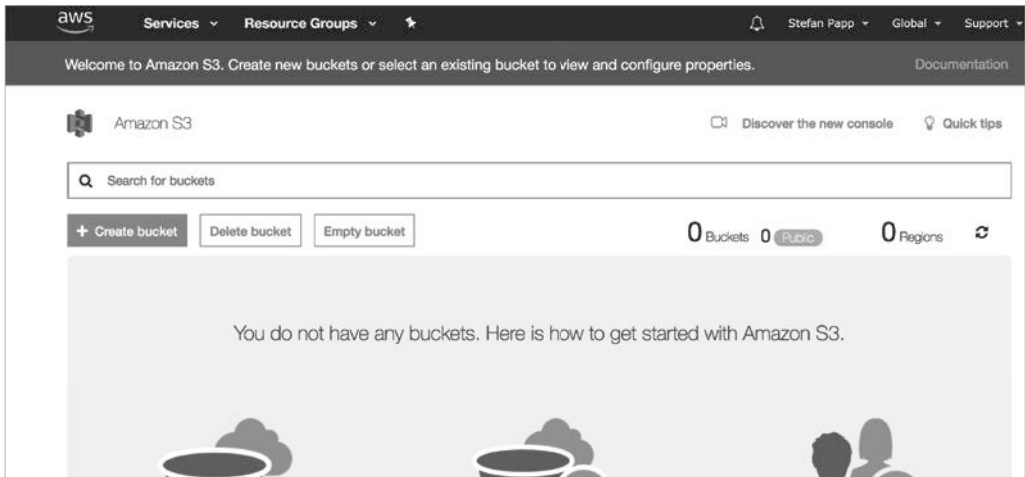 aws Services Resource Groups Stefan Papp Global Support
Welcome to Amazon S3. Create new buckets or select an existing bucket to view and configure properties. Documentation
Amazon S3 Discover the new console Quick tips
Search for buckets
+ Create bucket Delete bucket Empty bucket 0 Buckets 0 Public 0 Regions
You do not have any buckets. Here is how to get started with Amazon S3.